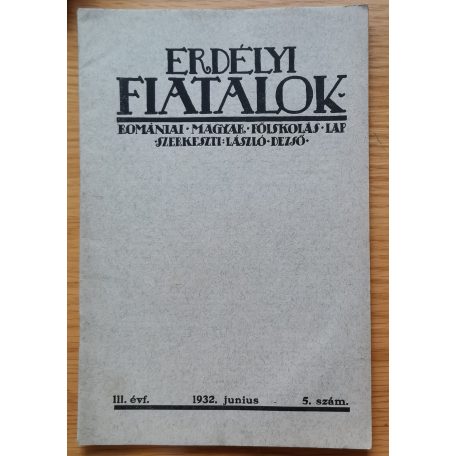 ERDÉLYI
FIATALOK·
ROMÁNIAI · MAGYAR · FŐISKOLÁS · LAP
·SZERKESZTI: LÁSZLÓ · DEZSŐ·
III. évf. 1932. junius 5. szám.